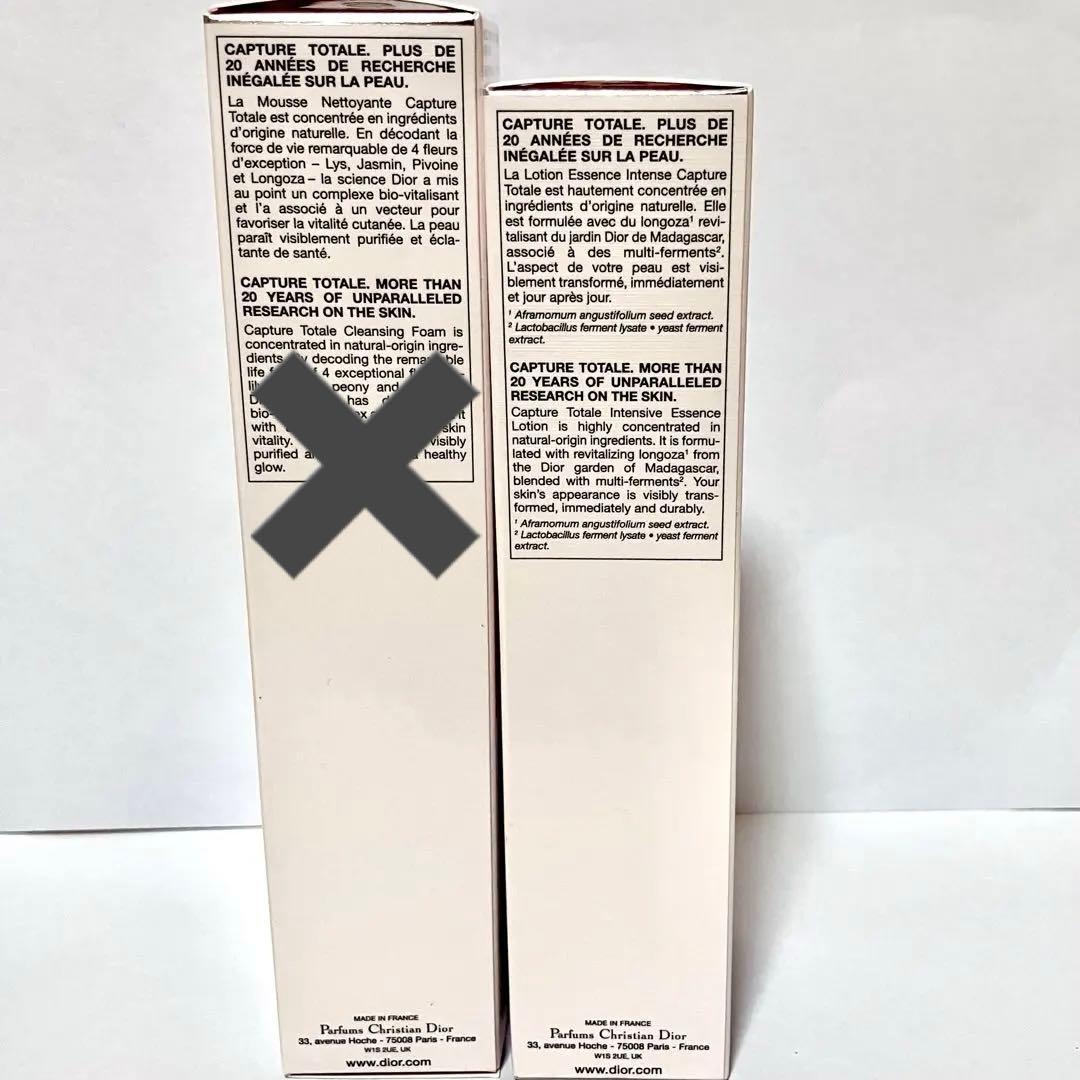 CAPTURE TOTALE. PLUS DE
20 ANNÉES DE RECHERCHE
INÉGALÉE SUR LA PEAU.
La Mousse Nettoyante Capture
Totale est concentrée en ingrédients
d'origine naturelle. En décodant la
force de vie remarquable de 4 fleurs
d'exception – Lys, Jasmin, Pivoine
et Longoza – la science Dior a mis
au point un complexe bio-vitalisant
et l'a associé à un vecteur pour
favoriser la vitalité cutanée. La peau
paraît visiblement purifiée et écla-
tante de santé.
CAPTURE TOTALE. MORE THAN
20 YEARS OF UNPARALLELED
RESEARCH ON THE SKIN.
Capture Totale Cleansing Foam is
concentrated in natural-origin ingre-
dients decoding the
life 4 exceptional
peony and
has
bio-
with skin
vitality. visibly
purified healthy
glow.
MADE IN FRANCE
Parfums Christian Dior
33, avenue Hoche - 75008 Paris - France
W1S 2UE, UK
www.dior.com
CAPTURE TOTALE. PLUS DE
20 ANNÉES DE RECHERCHE
INÉGALÉE SUR LA PEAU.
La Lotion Essence Intense Capture
Totale est hautement concentrée en
ingrédients d'origine naturelle. Elle
est formulée avec du longoza¹ revi-
talisant du jardin Dior de Madagascar,
associé à des multi-ferments².
L'aspect de votre peau est visi-
blement transformé, immédiatement
et jour après jour.
¹ Aframomum angustifolium seed extract.
² Lactobacillus ferment lysate • yeast ferment
extract.
CAPTURE TOTALE. MORE THAN
20 YEARS OF UNPARALLELED
RESEARCH ON THE SKIN.
Capture Totale Intensive Essence
Lotion is highly concentrated in
natural-origin ingredients. It is formu-
lated with revitalizing longoza¹ from
the Dior garden of Madagascar,
blended with multi-ferments². Your
skin's appearance is visibly trans-
formed, immediately and durably.
¹ Aframomum angustifolium seed extract.
² Lactobacillus ferment lysate • yeast ferment
extract.
MADE IN FRANCE
Parfums Christian Dior
33, avenue Hoche - 75008 Paris - France
W1S 2UE, UK
www.dior.com